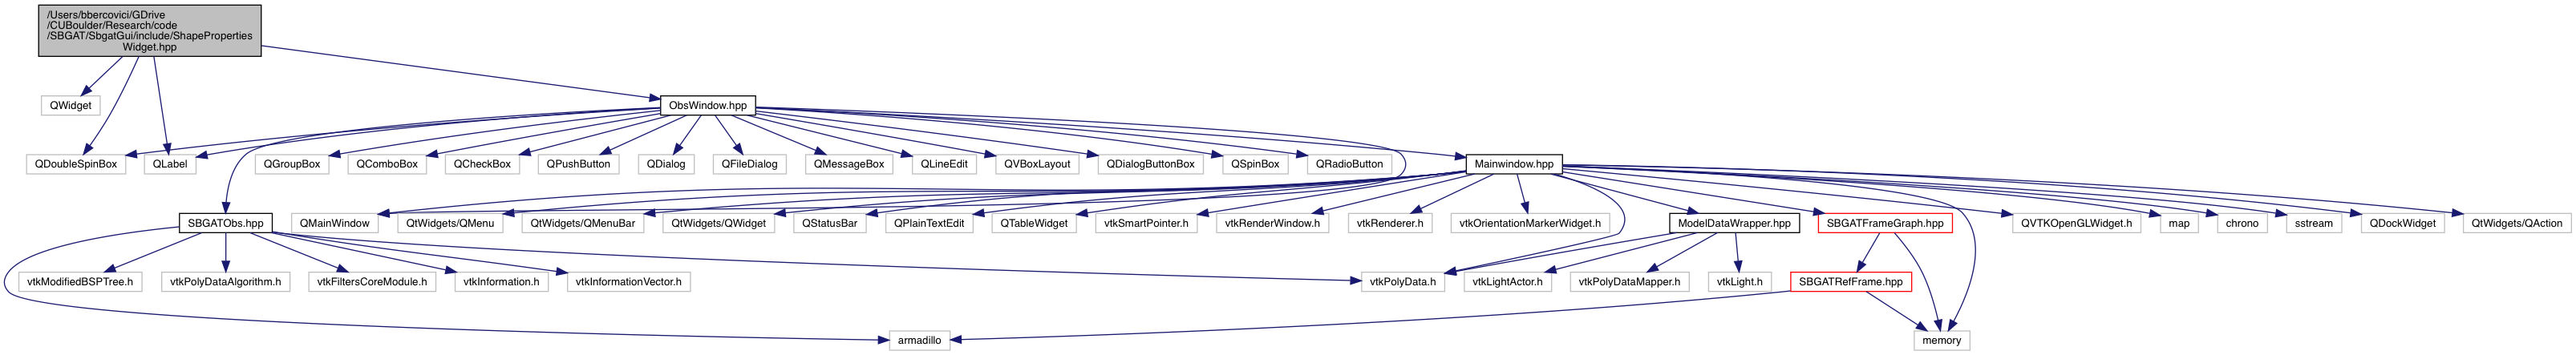 /Users/bbercovici/GDrive
/CUBoulder/Research/code
/SBGAT/SbgatGui/include/ShapeProperties
Widget.hpp
QWidget
ObsWindow.hpp
QDoubleSpinBox
QLabel
QGroupBox
QComboBox
QCheckBox
QPushButton
QDialog
QFileDialog
QMessageBox
QLineEdit
QVBoxLayout
QDialogButtonBox
QSpinBox
QRadioButton
Mainwindow.hpp
SBGATObs.hpp
QMainWindow
QtWidgets/QMenu
QtWidgets/QMenuBar
QtWidgets/QWidget
QStatusBar
QPlainTextEdit
QTableWidget
vtkSmartPointer.h
vtkRenderWindow.h
vtkRenderer.h
vtkOrientationMarkerWidget.h
ModelDataWrapper.hpp
SBGATFrameGraph.hpp
QVTKOpenGLWidget.h
map
chrono
sstream
QDockWidget
QtWidgets/QAction
vtkModifiedBSPTree.h
vtkPolyDataAlgorithm.h
vtkFiltersCoreModule.h
vtkInformation.h
vtkInformationVector.h
vtkPolyData.h
vtkLightActor.h
vtkPolyDataMapper.h
vtkLight.h
SBGATRefFrame.hpp
armadillo
memory